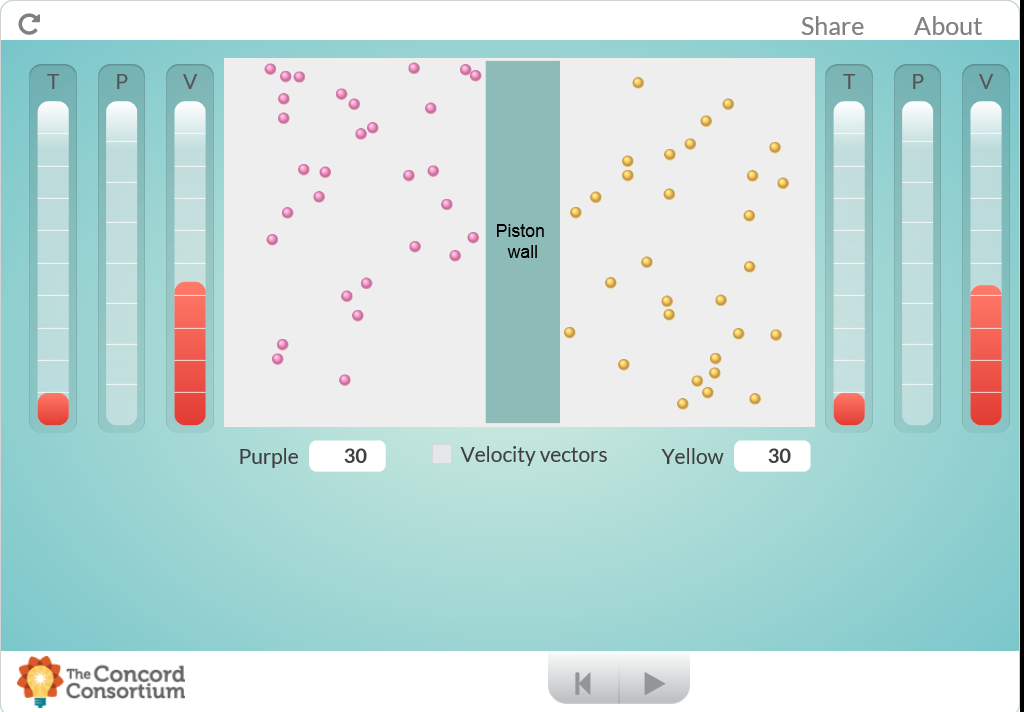 Share About
T P V T P V
Piston
wall
Purple 30 Velocity vectors Yellow 30
The Concord
Consortium